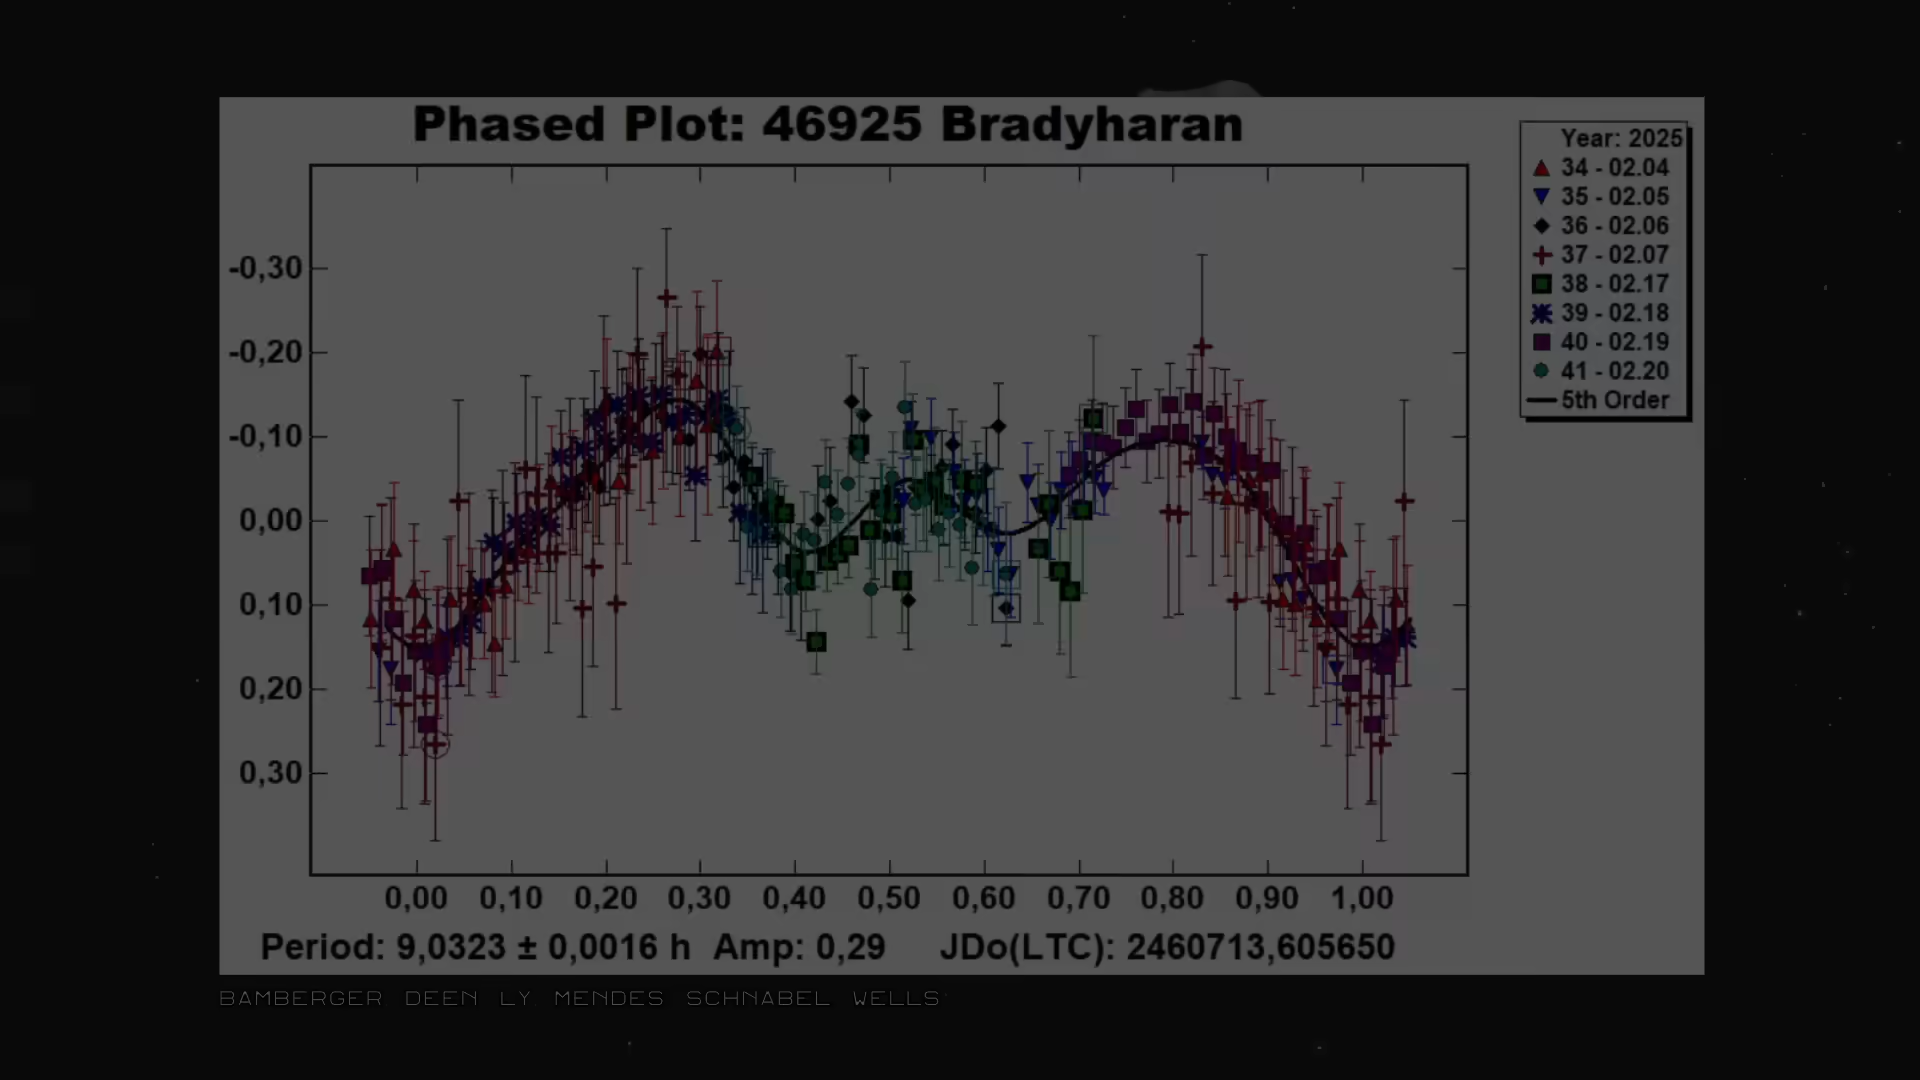 Phased Plot: 46925 Bradyharan
Year: 2025
34 - 02.04
35 - 02.05
36 - 02.06
37 - 02.07
38 - 02.17
39 - 02.18
40 - 02.19
41 - 02.20
5th Order
-0,30
-0,20
-0,10
0,00
0,10
0,20
0,30
0,00 0,10 0,20 0,30 0,40 0,50 0,60 0,70 0,80 0,90 1,00
Period: 9,0323 ± 0,0016 h Amp: 0,29 JDo(LTC): 2460713,605650
BAMBERGER DEEN LY MENDES SCHNABEL WELLS